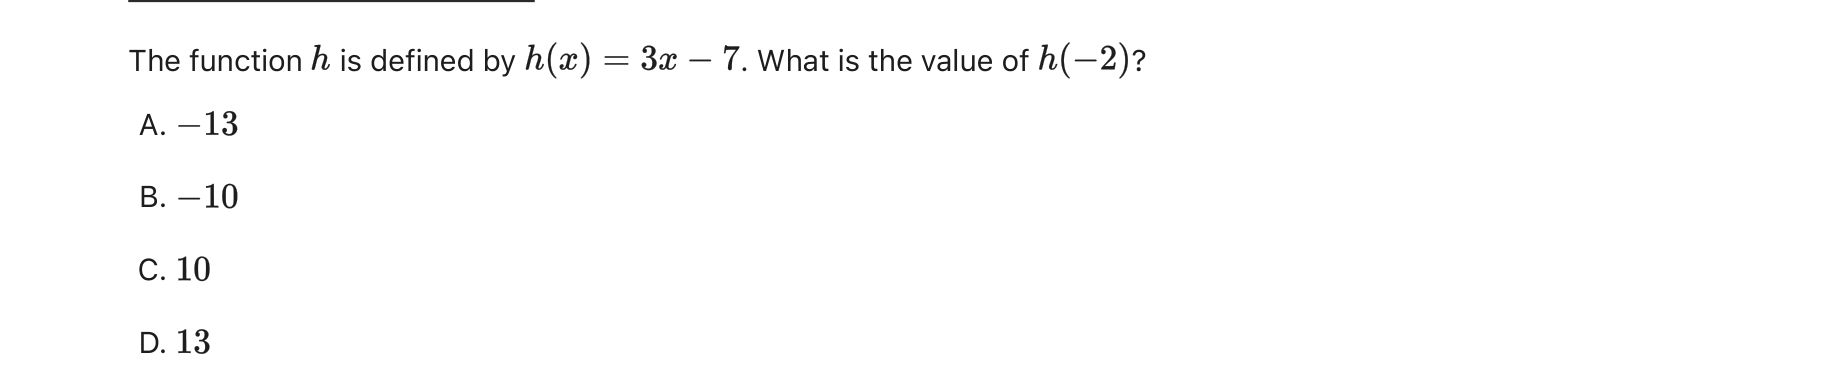 The function h is defined by h(x) = 3x − 7. What is the value of h(−2)?
A. −13
B. −10
C. 10
D. 13